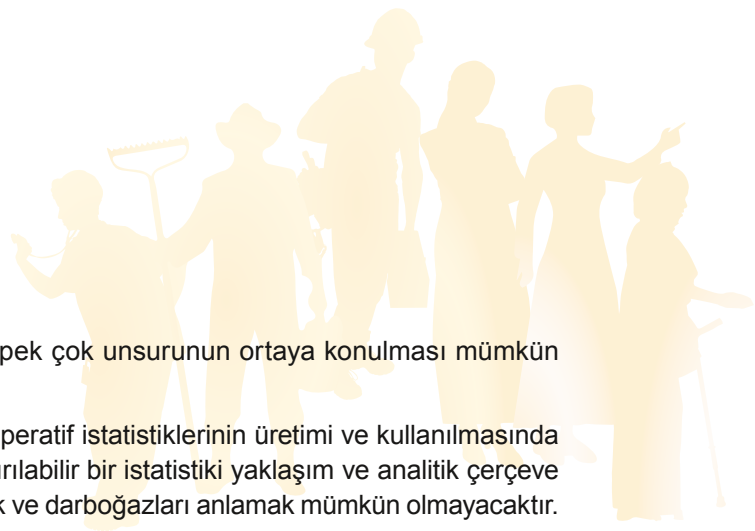 pek çok unsurunun ortaya konulması mümkün
peratif istatistiklerinin üretimi ve kullanılmasında
ırılabilir bir istatistiki yaklaşım ve analitik çerçeve
k ve darboğazları anlamak mümkün olmayacaktır.